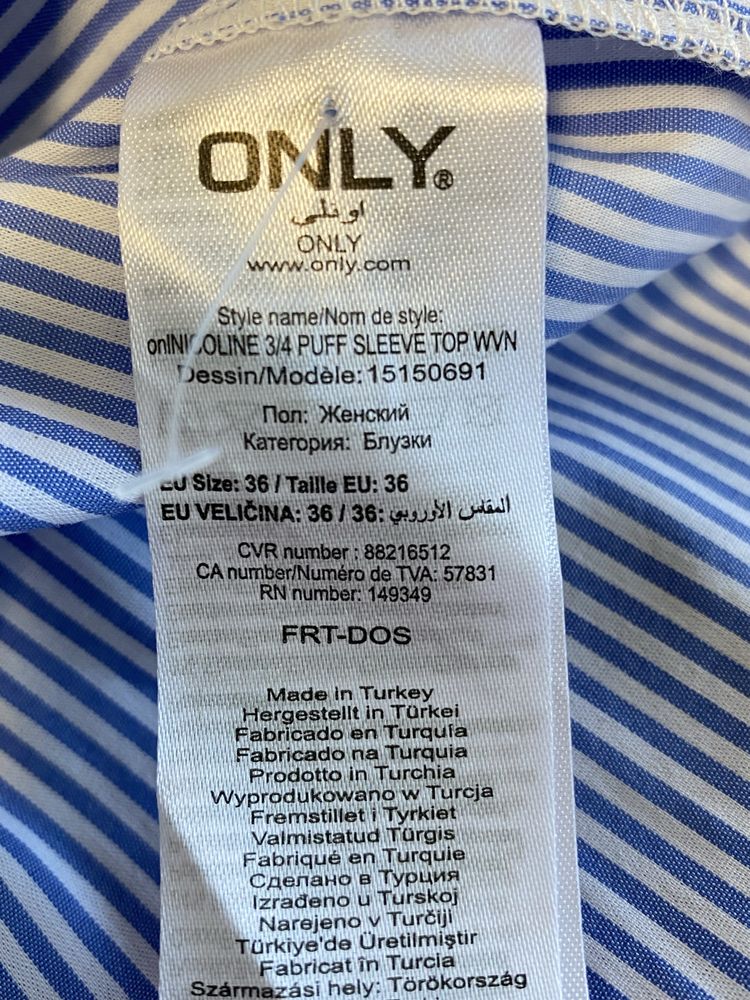 ONLY®
اونلي
ONLY
www.only.com
Style name/Nom de style:
onlNICOLINE 3/4 PUFF SLEEVE TOP WVN
Dessin/Modèle: 15150691
Пол: Женский
Категория: Блузки
EU Size: 36 / Taille EU: 36
EU VELIČINA: 36 / 36: المقاس الأوروبي
CVR number : 88216512
CA number/Numéro de TVA: 57831
RN number: 149349
FRT-DOS
Made in Turkey
Hergestellt in Türkei
Fabricado en Turquía
Fabricado na Turquia
Prodotto in Turchia
Wyprodukowano w Turcja
Fremstillet i Tyrkiet
Valmistatud Türgis
Fabriqué en Turquie
Сделано в Турция
Izrađeno u Turskoj
Narejeno v Turčiji
Türkiye'de Üretilmiştir
Fabricat în Turcia
Származási hely: Törökország